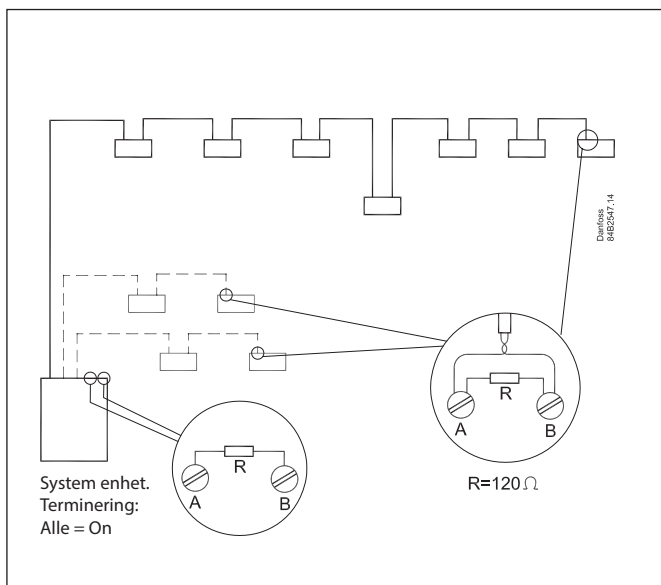 Danfoss
84B2547.14
R
A
B
R=120 Ω
R
A
B
System enhet.
Terminering:
Alle = On